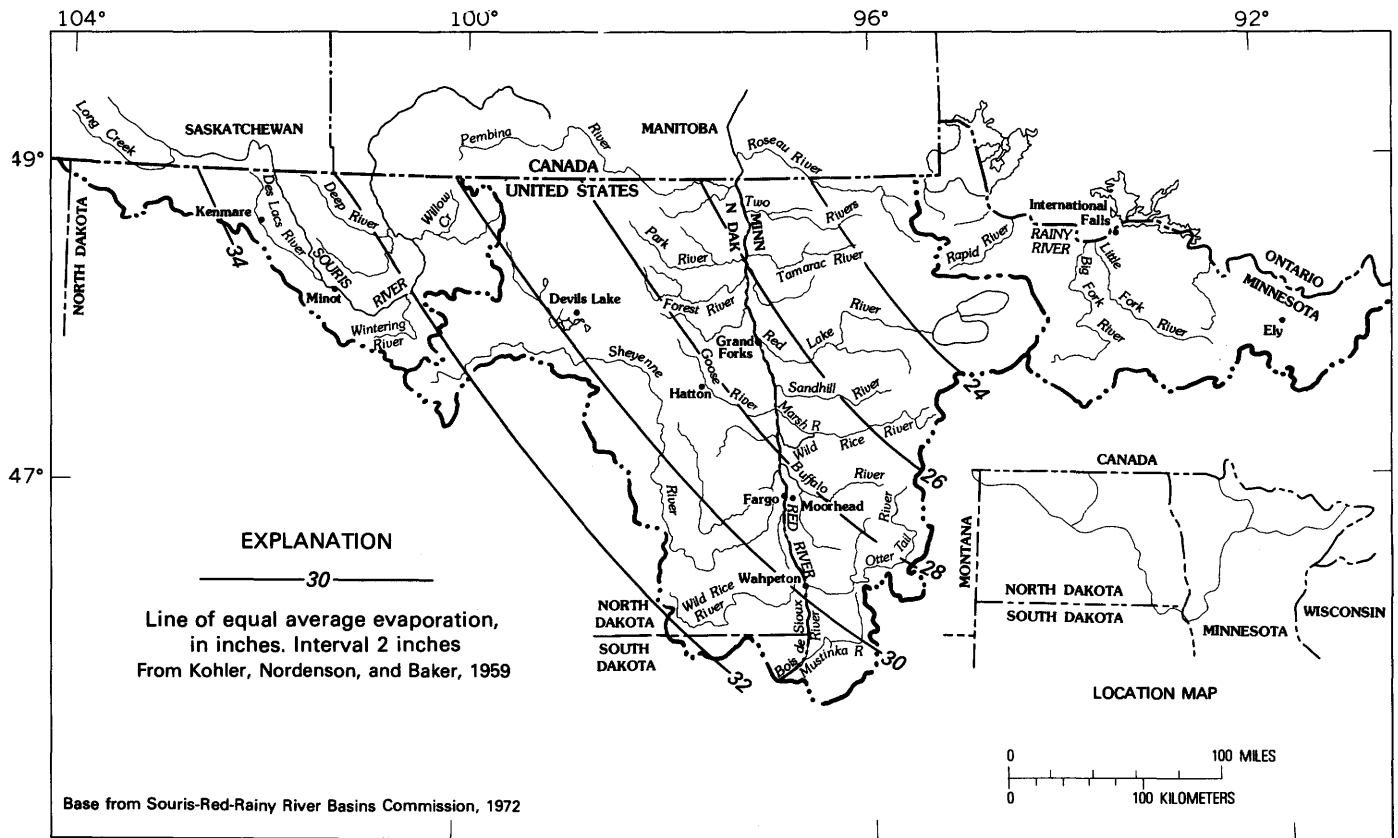 104°
100°
96°
92°
49°
47°
Long Creek
SASKATCHEWAN
MANITOBA
Pembina
River
Roseau River
CANADA
UNITED STATES
NORTH DAKOTA
Kenmare
34
Des Lacs River
Deep River
Willow Cr
SOURIS
RIVER
Minot
Wintering
River
Devils Lake
Park
River
N DAK
MINN
Two
Rivers
Tamarac River
Forest River
Grand
Forks
Red
Lake
River
Sheyenne
River
Goose
River
Hatton
Sandhill
River
Marsh R
Wild
Rice
River
Buffalo
River
Fargo
Moorhead
RED RIVER
Otter Tail
River
Wahpeton
Wild Rice
River
Bois de Sioux
River
Mustinka R
NORTH
DAKOTA
SOUTH
DAKOTA
32
30
28
26
24
Rapid River
International
Falls
RAINY
RIVER
Big
Fork
River
Little
Fork
River
ONTARIO
MINNESOTA
Ely
EXPLANATION
30
Line of equal average evaporation,
in inches. Interval 2 inches
From Kohler, Nordenson, and Baker, 1959
CANADA
MONTANA
NORTH DAKOTA
SOUTH DAKOTA
MINNESOTA
WISCONSIN
LOCATION MAP
0
100 MILES
0
100 KILOMETERS
Base from Souris-Red-Rainy River Basins Commission, 1972